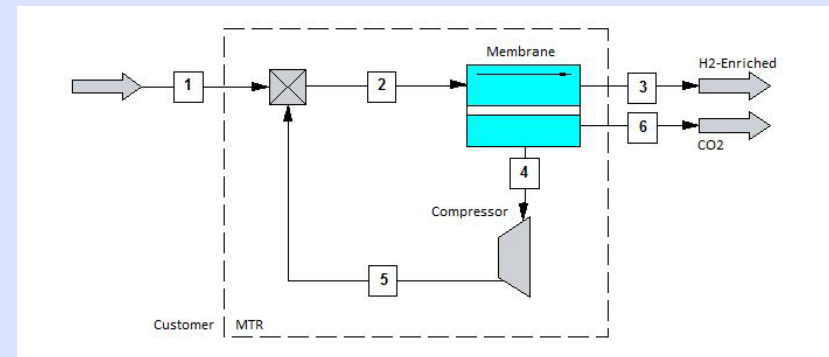 Membrane
H2-Enriched
1
2
3
6
CO2
4
Compressor
5
Customer
MTR